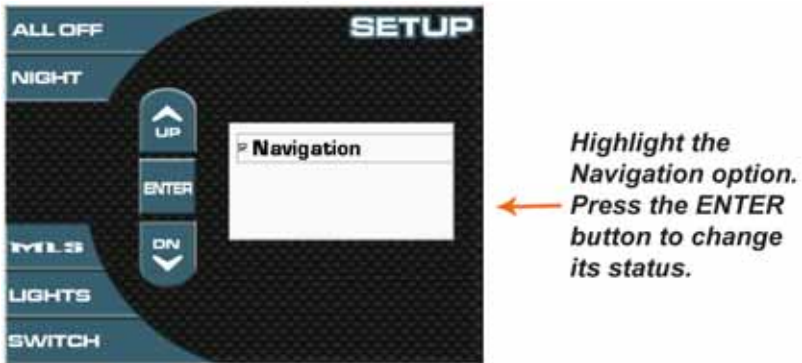 ALL OFF
SETUP
NIGHT
UP
Navigation
ENTER
DN
MLS
LIGHTS
SWITCH
Highlight the
Navigation option.
Press the ENTER
button to change
its status.